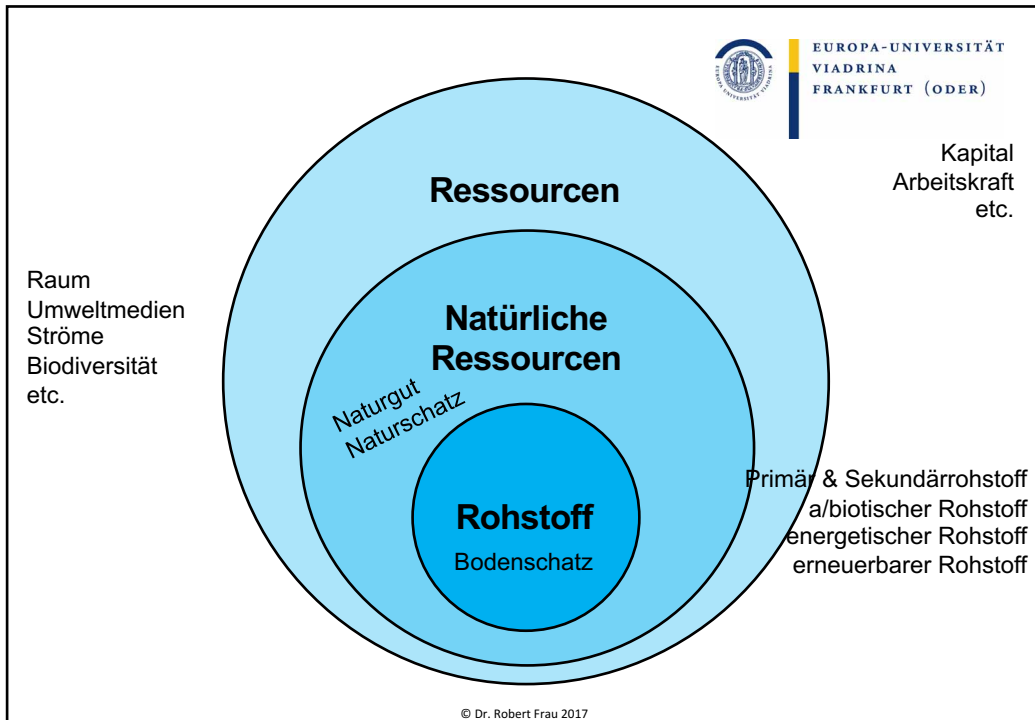 EUROPA-UNIVERSITÄT
VIADRINA
FRANKFURT (ODER)
Kapital
Arbeitskraft
etc.
Ressourcen
Raum
Umweltmedien
Ströme
Biodiversität
etc.
Natürliche
Ressourcen
Naturgut
Naturschatz
Primär & Sekundärrohstoff
a/biotischer Rohstoff
energetischer Rohstoff
erneuerbarer Rohstoff
Rohstoff
Bodenschatz
© Dr. Robert Frau 2017